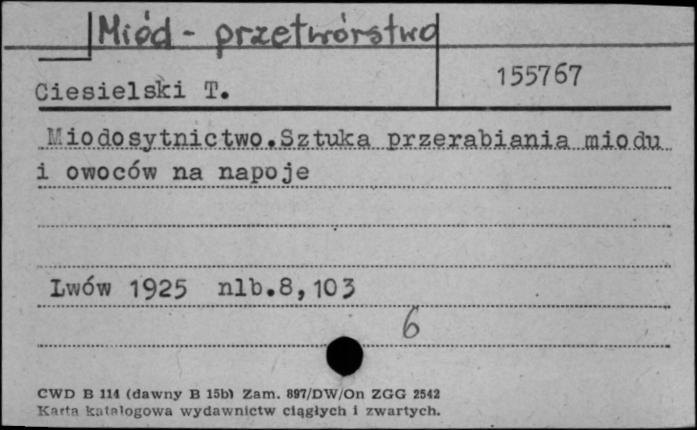 Miód - przetwórstwo
Ciesielski T.
155767
Miodosytnictwo.Sztuka przerabiania miodu
i owoców na napoje
Lwów 1925 nlb.8,103
6
CWD B 114 (dawny B 15b) Zam. 897/DW/On ZGG 2542
Karta katalogowa wydawnictw ciągłych i zwartych.